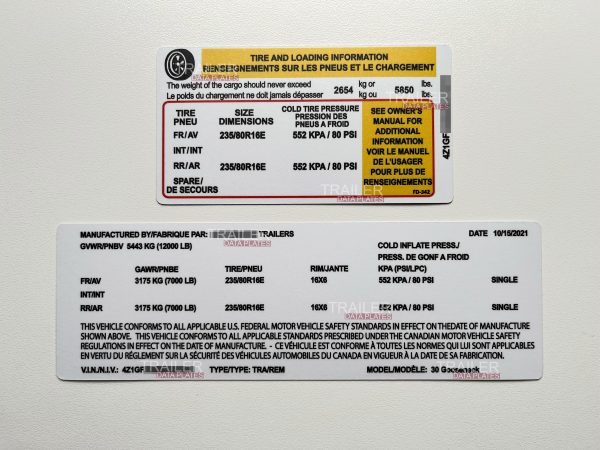 TIRE AND LOADING INFORMATION
RENSEIGNEMENTS SUR LES PNEUS ET LE CHARGEMENT
The weight of the cargo should never exceed 2654 kg or 5850 lbs.
Le poids du chargement ne doit jamais dépasser kg ou lbs.
TRAILER
DATA PLATES
TIRE SIZE COLD TIRE PRESSURE
PNEU DIMENSIONS PRESSION DES
PNEUS A FROID
FR/AV 235/80R16E 552 KPA / 80 PSI
INT/INT
RR/AR 235/80R16E 552 KPA / 80 PSI
SPARE/
DE SECOURS
SEE OWNER'S
MANUAL FOR
ADDITIONAL
INFORMATION
VOIR LE MANUEL
DE L'USAGER
POUR PLUS DE
RENSEIGNEMENTS
FD-342
4Z1GF
TRAILER
DATA PLATES
MANUFACTURED BY/FABRIQUE PAR: TRAILERS DATE 10/15/2021
GVWR/PNBV 5443 KG (12000 LB) COLD INFLATE PRESS./
PRESS. DE GONF A FROID
GAWR/PNBE TIRE/PNEU RIM/JANTE KPA (PSI/LPC)
FR/AV 3175 KG (7000 LB) 235/80R16E 16X6 552 KPA / 80 PSI SINGLE
INT/INT
RR/AR 3175 KG (7000 LB) 235/80R16E 16X6 552 KPA / 80 PSI SINGLE
THIS VEHICLE CONFORMS TO ALL APPLICABLE U.S. FEDERAL MOTOR VEHICLE SAFETY STANDARDS IN EFFECT ON THE DATE OF MANUFACTURE
SHOWN ABOVE. THIS VEHICLE CONFORMS TO ALL APPLICABLE STANDARDS PRESCRIBED UNDER THE CANADIAN MOTOR VEHICLE SAFETY
REGULATIONS IN EFFECT ON THE DATE OF MANUFACTURE. - CE VÉHICULE EST CONFORME À TOUTES LES NORMES QUI LUI SONT APPLICABLES
EN VERTU DU RÉGLEMENT SUR LA SÉCURITÉ DES VÉHICULES AUTOMOBILES DU CANADA EN VIGUEUR À LA DATE DE SA FABRICATION.
V.I.N./N.I.V.: 4Z1GF TYPE/TYPE: TRA/REM MODEL/MODÈLE: 30 Gooseneck